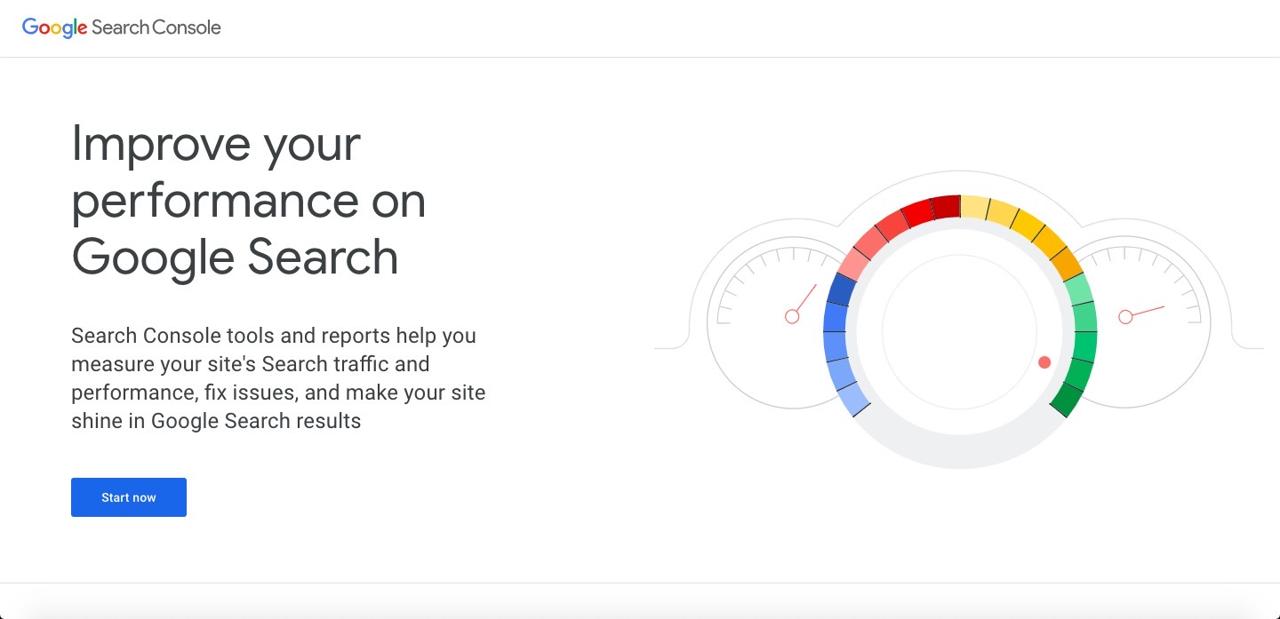 Google Search Console
Improve your
performance on
Google Search
Search Console tools and reports help you
measure your site's Search traffic and
performance, fix issues, and make your site
shine in Google Search results
Start now